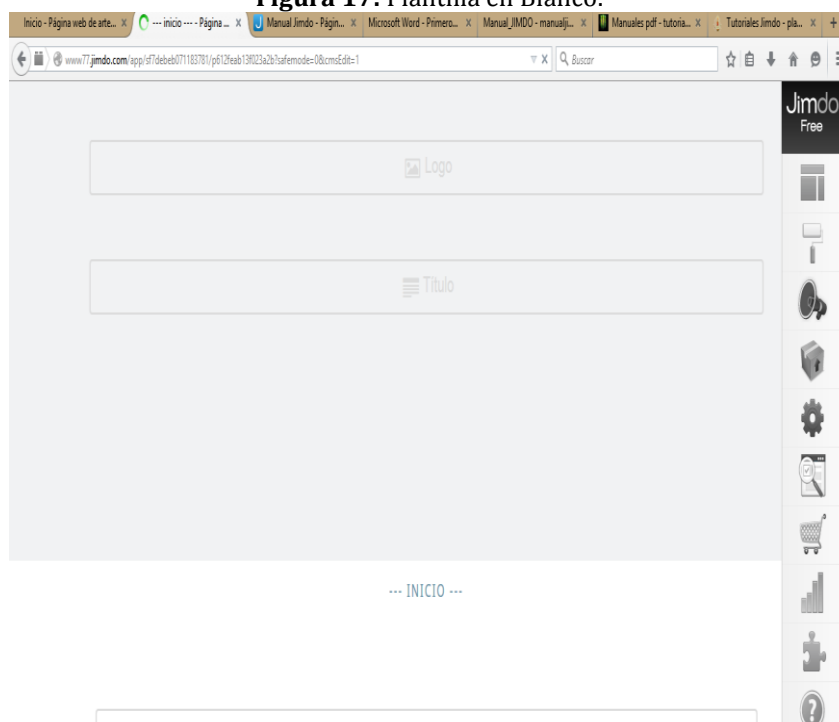 Figura 17. Plantilla en Blanco.
Inicio - Página web de arte... x --- inicio ---- - Página ... x Manual Jimdo - Págin... x Microsoft Word - Primero... x Manual_JIMDO - manualji... x Manuales pdf - tutoria... x Tutoriales Jimdo - pla... x
www77.jimdo.com/app/sf7debeb071183781/p612feab13f023a2b?safemode=0&cmsEdit=1 Buscar
Jimdo
Free
Logo
Título
--- INICIO ---